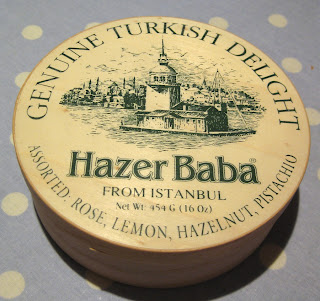 GENUINE TURKISH DELIGHT
Hazer Baba®
FROM ISTANBUL
Net Wt: 454 G (16 Oz)
ASSORTED: ROSE, LEMON, HAZELNUT, PISTACHIO